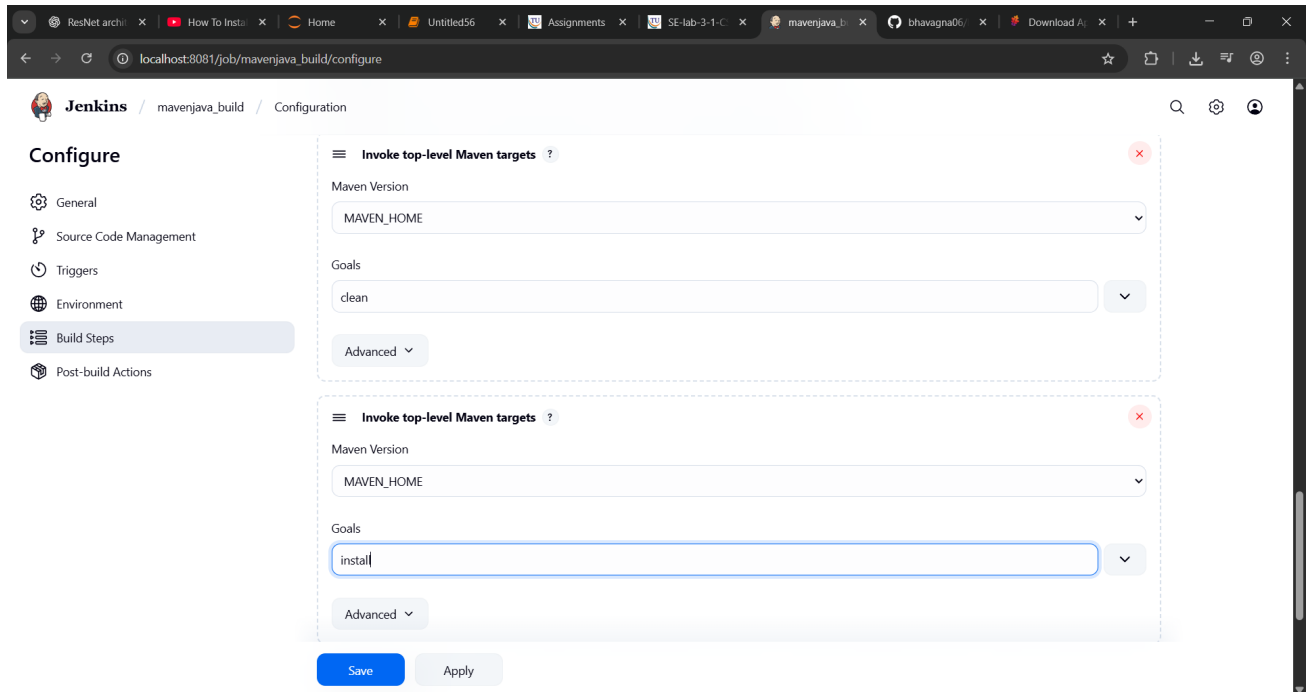 ResNet archit
How To Instal
Home
Untitled56
Assignments
SE-lab-3-1-C
mavenjava_b
bhavagna06/
Download Ap
localhost:8081/job/mavenjava_build/configure
Jenkins / mavenjava_build / Configuration
Configure
General
Source Code Management
Triggers
Environment
Build Steps
Post-build Actions
Invoke top-level Maven targets ?
Maven Version
MAVEN_HOME
Goals
clean
Advanced
Invoke top-level Maven targets ?
Maven Version
MAVEN_HOME
Goals
install
Advanced
Save
Apply